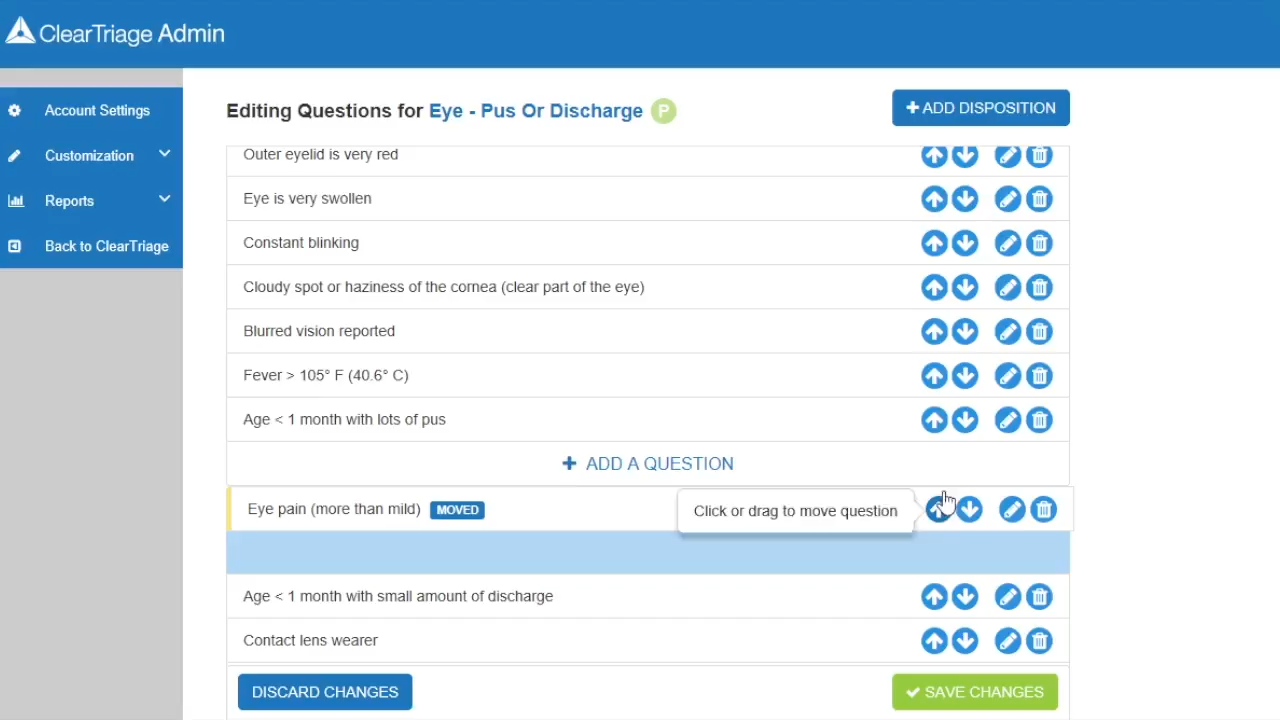 ClearTriage Admin
Account Settings
Customization
Reports
Back to ClearTriage
Editing Questions for Eye - Pus Or Discharge P
ADD DISPOSITION
Outer eyelid is very red
Eye is very swollen
Constant blinking
Cloudy spot or haziness of the cornea (clear part of the eye)
Blurred vision reported
Fever > 105° F (40.6° C)
Age < 1 month with lots of pus
ADD A QUESTION
Eye pain (more than mild) MOVED
Click or drag to move question
Age < 1 month with small amount of discharge
Contact lens wearer
DISCARD CHANGES
SAVE CHANGES